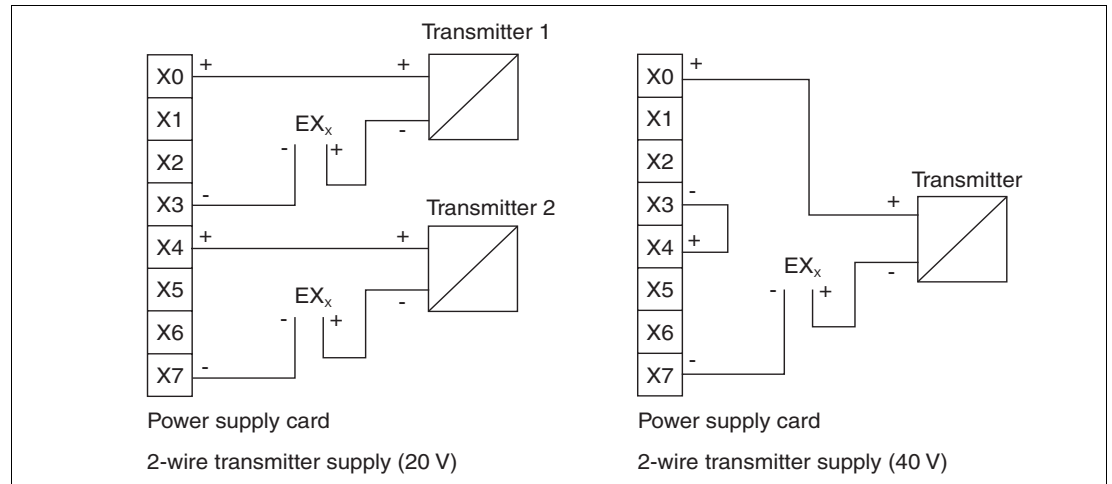 Transmitter 1
X0 + +
X1
EXₓ
-
- +
X2
X3 -
Transmitter 2
X4 + +
X5
EXₓ
-
- +
X6
X7 -
Power supply card
2-wire transmitter supply (20 V)
X0 +
X1
X2
Transmitter
X3 -
+
X4 +
EXₓ
-
X5
- +
X6
X7 -
Power supply card
2-wire transmitter supply (40 V)